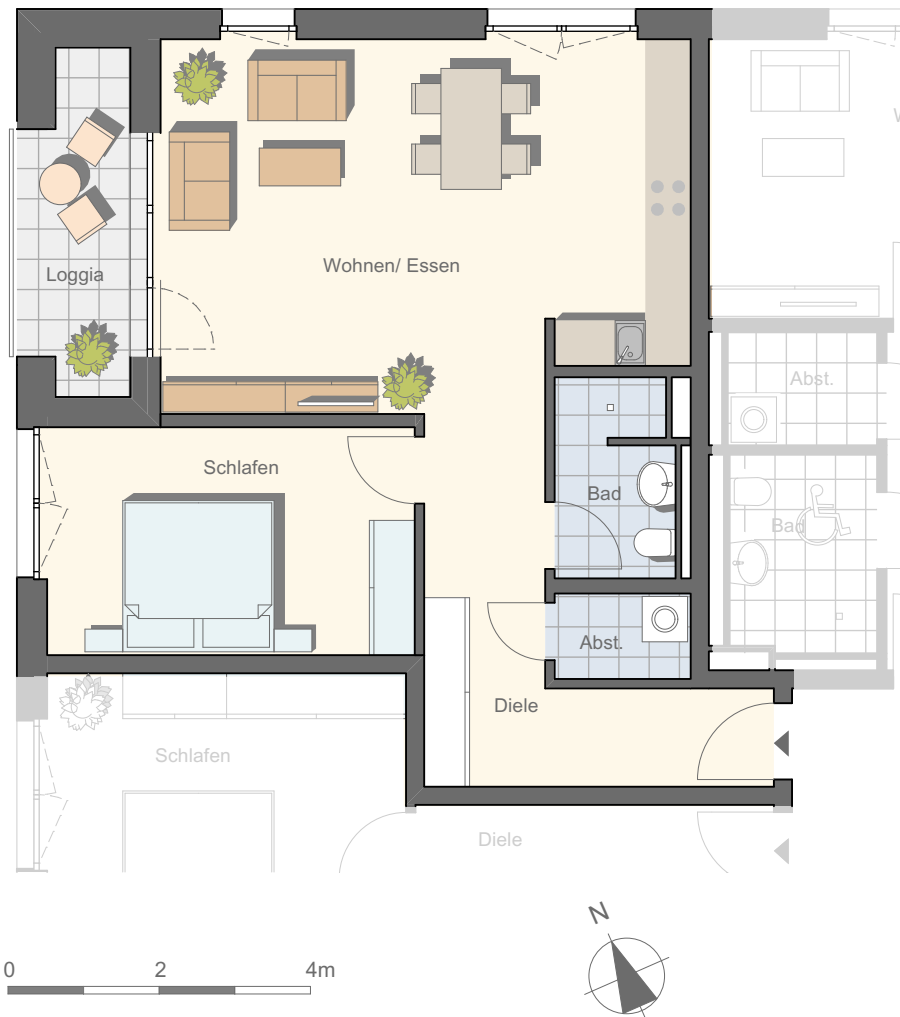 W
Loggia
Wohnen/ Essen
Abst.
Schlafen
Bad
Bad
Abst.
Diele
Schlafen
Diele
N
0 2 4m